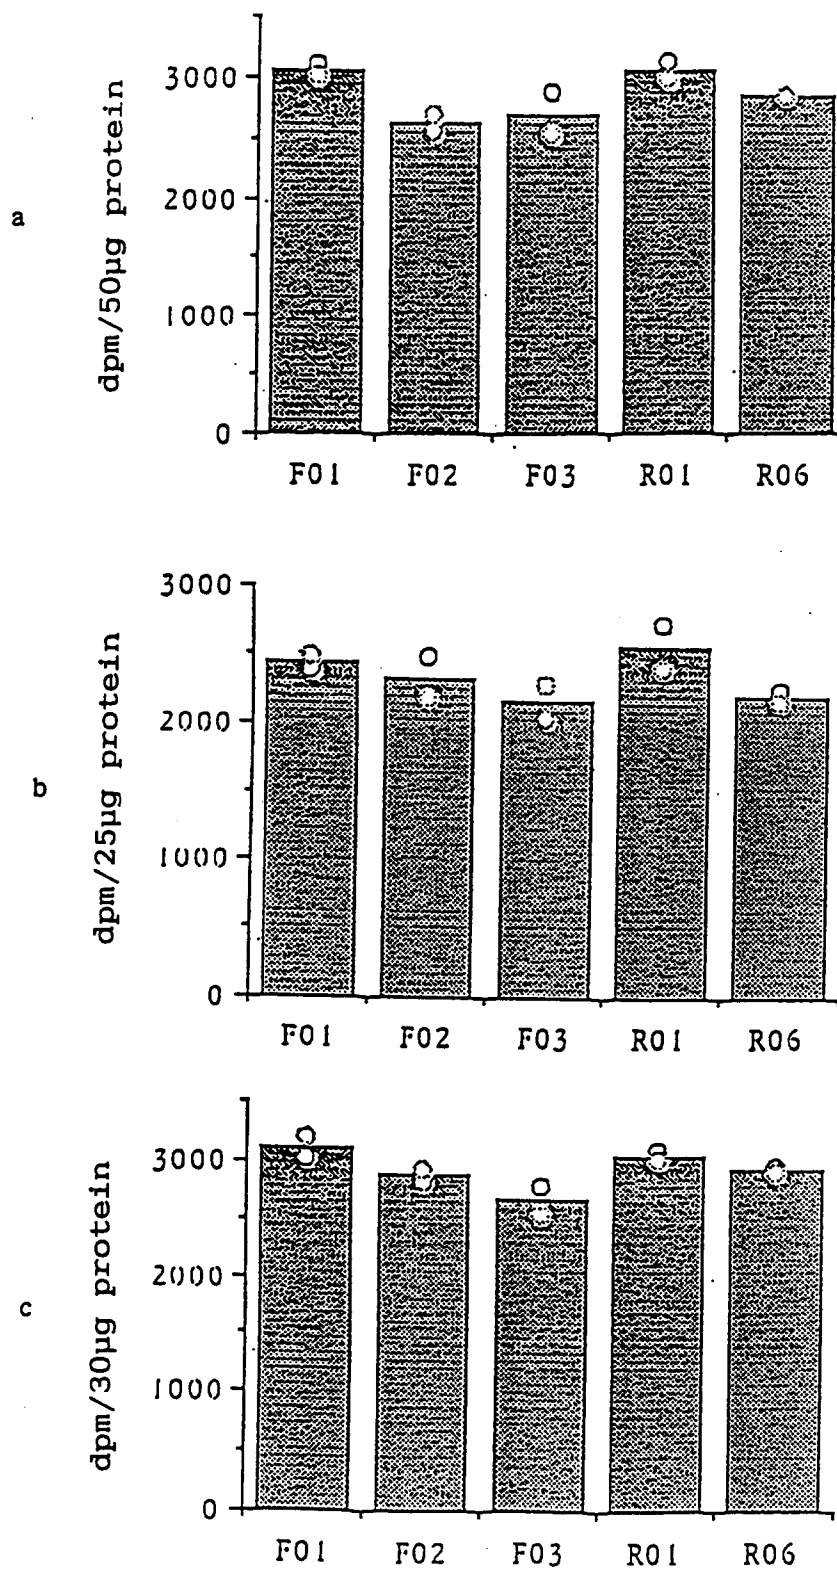 a
dpm/50µg protein
3000
2000
1000
0
F01 F02 F03 R01 R06
b
dpm/25µg protein
3000
2000
1000
0
F01 F02 F03 R01 R06
c
dpm/30µg protein
3000
2000
1000
0
F01 F02 F03 R01 R06